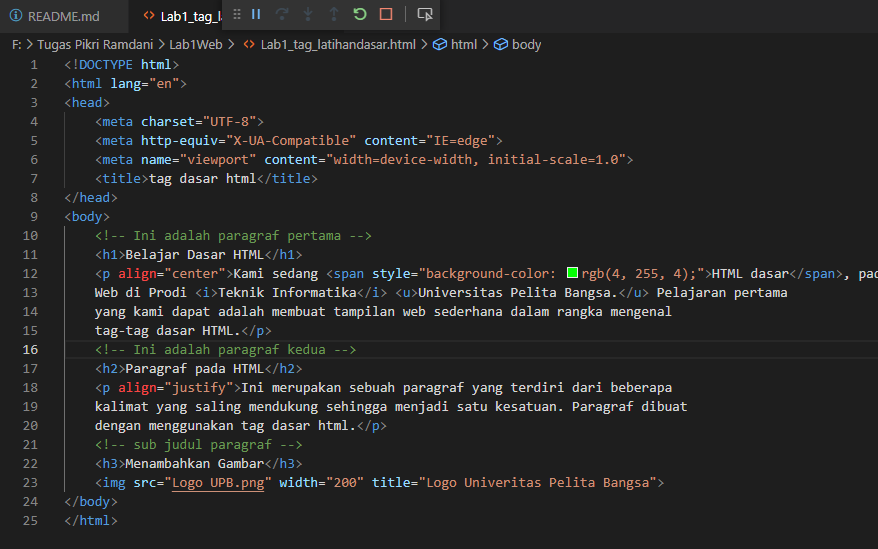 README.md
Lab1_tag_l
F: > Tugas Pikri Ramdani > Lab1Web > <> Lab1_tag_latihandasar.html > html > body
1 <!DOCTYPE html>
2 <html lang="en">
3 <head>
4 <meta charset="UTF-8">
5 <meta http-equiv="X-UA-Compatible" content="IE=edge">
6 <meta name="viewport" content="width=device-width, initial-scale=1.0">
7 <title>tag dasar html</title>
8 </head>
9 <body>
10 <!-- Ini adalah paragraf pertama -->
11 <h1>Belajar Dasar HTML</h1>
12 <p align="center">Kami sedang <span style="background-color: rgb(4, 255, 4);">HTML dasar</span>, pad
13 Web di Prodi <i>Teknik Informatika</i> <u>Universitas Pelita Bangsa.</u> Pelajaran pertama
14 yang kami dapat adalah membuat tampilan web sederhana dalam rangka mengenal
15 tag-tag dasar HTML.</p>
16 <!-- Ini adalah paragraf kedua -->
17 <h2>Paragraf pada HTML</h2>
18 <p align="justify">Ini merupakan sebuah paragraf yang terdiri dari beberapa
19 kalimat yang saling mendukung sehingga menjadi satu kesatuan. Paragraf dibuat
20 dengan menggunakan tag dasar html.</p>
21 <!-- sub judul paragraf -->
22 <h3>Menambahkan Gambar</h3>
23 <img src="Logo UPB.png" width="200" title="Logo Univeritas Pelita Bangsa">
24 </body>
25 </html>